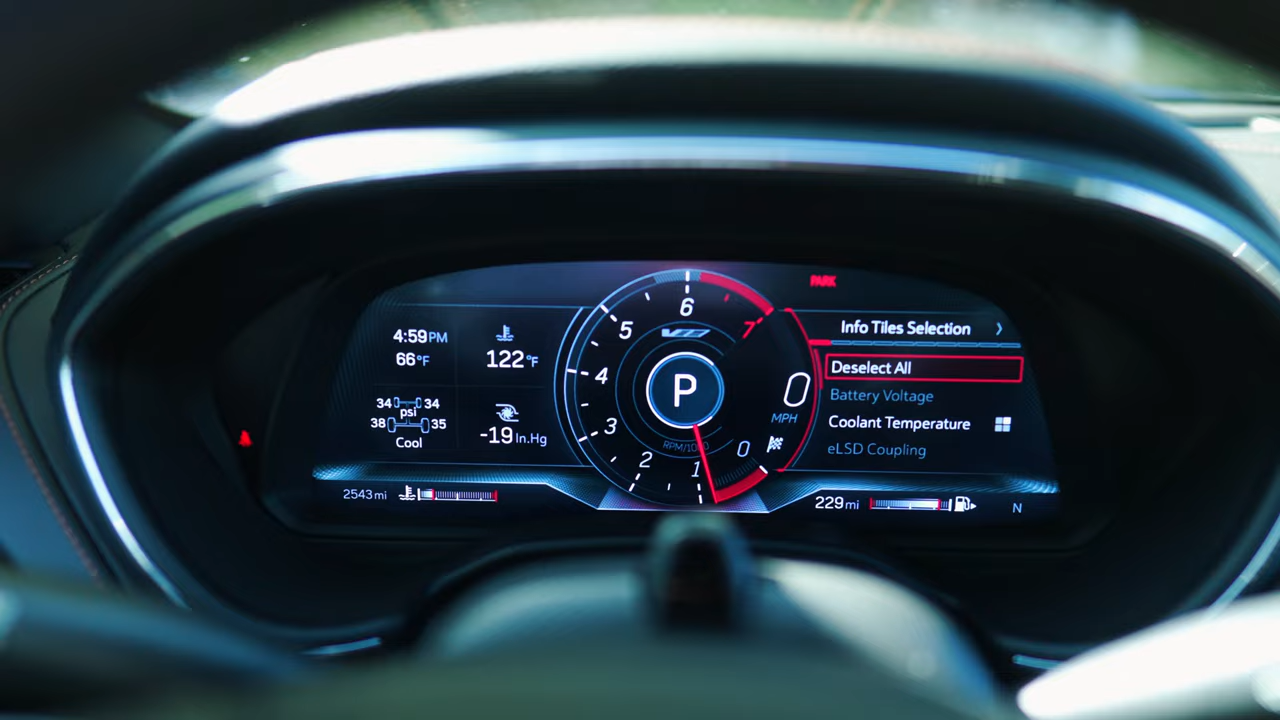 PARK
4:59PM
66°F
122°F
34 psi 34
38 35
Cool
-19 In.Hg
2543 mi
6
5
7
4
3
2
1
0
P
RPM/1000
0
MPH
Info Tiles Selection
Deselect All
Battery Voltage
Coolant Temperature
eLSD Coupling
229 mi
N